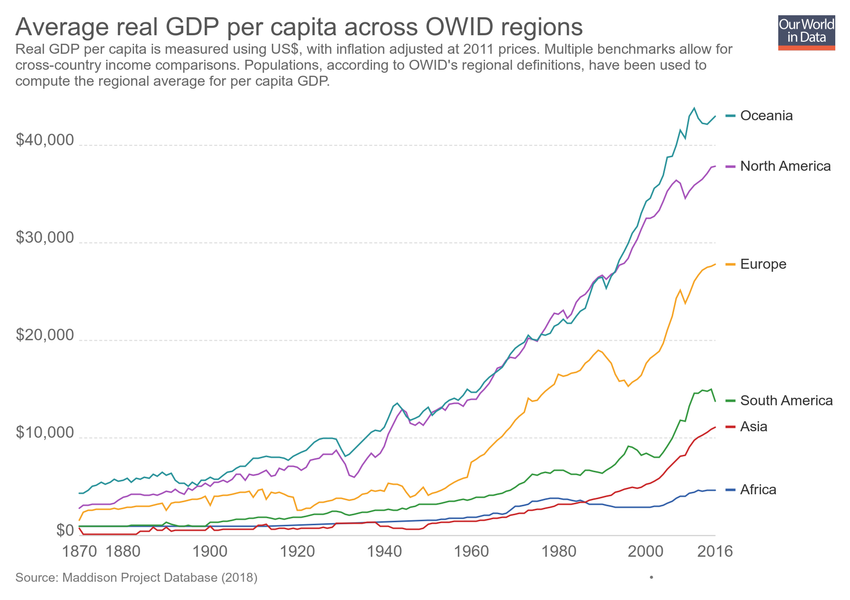 Average real GDP per capita across OWID regions
Our World
in Data
Real GDP per capita is measured using US$, with inflation adjusted at 2011 prices. Multiple benchmarks allow for
cross-country income comparisons. Populations, according to OWID's regional definitions, have been used to
compute the regional average for per capita GDP.
$40,000
$30,000
$20,000
$10,000
$0
Oceania
North America
Europe
South America
Asia
Africa
1870 1880 1900 1920 1940 1960 1980 2000 2016
Source: Maddison Project Database (2018)